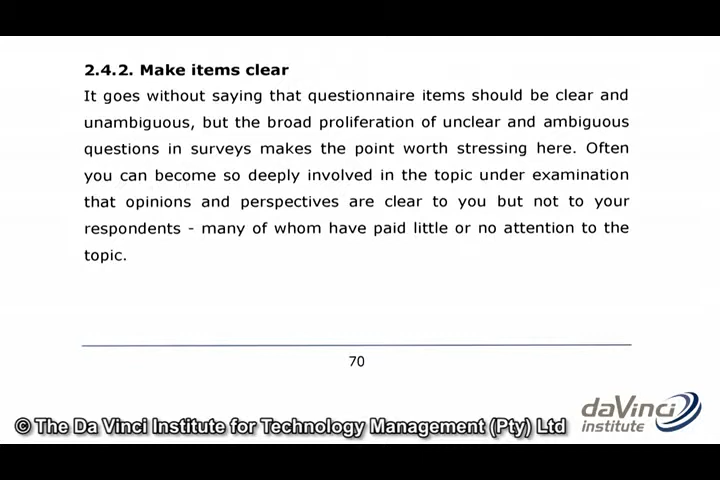 2.4.2. Make items clear
It goes without saying that questionnaire items should be clear and
unambiguous, but the broad proliferation of unclear and ambiguous
questions in surveys makes the point worth stressing here. Often
you can become so deeply involved in the topic under examination
that opinions and perspectives are clear to you but not to your
respondents - many of whom have paid little or no attention to the
topic.
70
daVinci
institute
© The Da Vinci Institute for Technology Management (Pty) Ltd